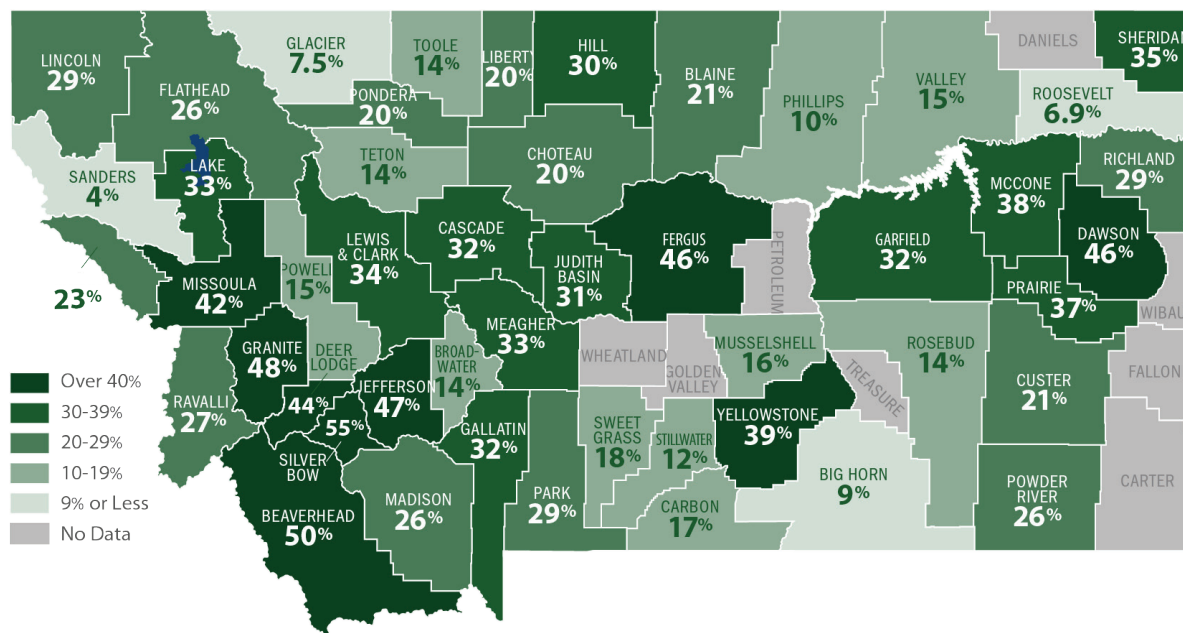 LINCOLN
29%
FLATHEAD
26%
GLACIER
7.5%
TOOLE
14%
LIBERTY
20%
HILL
30%
BLAINE
21%
PHILLIPS
10%
VALLEY
15%
DANIELS
SHERIDAN
35%
ROOSEVELT
6.9%
PONDERA
20%
TETON
14%
CHOTEAU
20%
SANDERS
4%
LAKE
33%
RICHLAND
29%
MCCONE
38%
DAWSON
46%
GARFIELD
32%
PETROLEUM
FERGUS
46%
JUDITH
BASIN
31%
CASCADE
32%
LEWIS
& CLARK
34%
POWELL
15%
MISSOULA
42%
23%
PRAIRIE
37%
WIBAU
MEAGHER
33%
WHEATLAND
GOLDEN
VALLEY
MUSSELSHELL
16%
TREASURE
ROSEBUD
14%
CUSTER
21%
FALLON
GRANITE
48%
DEER
LODGE
44%
JEFFERSON
47%
BROAD-
WATER
14%
RAVALLI
27%
55%
SILVER
BOW
GALLATIN
32%
SWEET
GRASS
18%
STILLWATER
12%
YELLOWSTONE
39%
BIG HORN
9%
POWDER
RIVER
26%
CARTER
BEAVERHEAD
50%
MADISON
26%
PARK
29%
CARBON
17%
Over 40%
30-39%
20-29%
10-19%
9% or Less
No Data